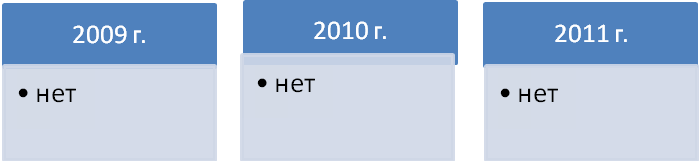 2009 г.
• нет
2010 г.
• нет
2011 г.
• нет